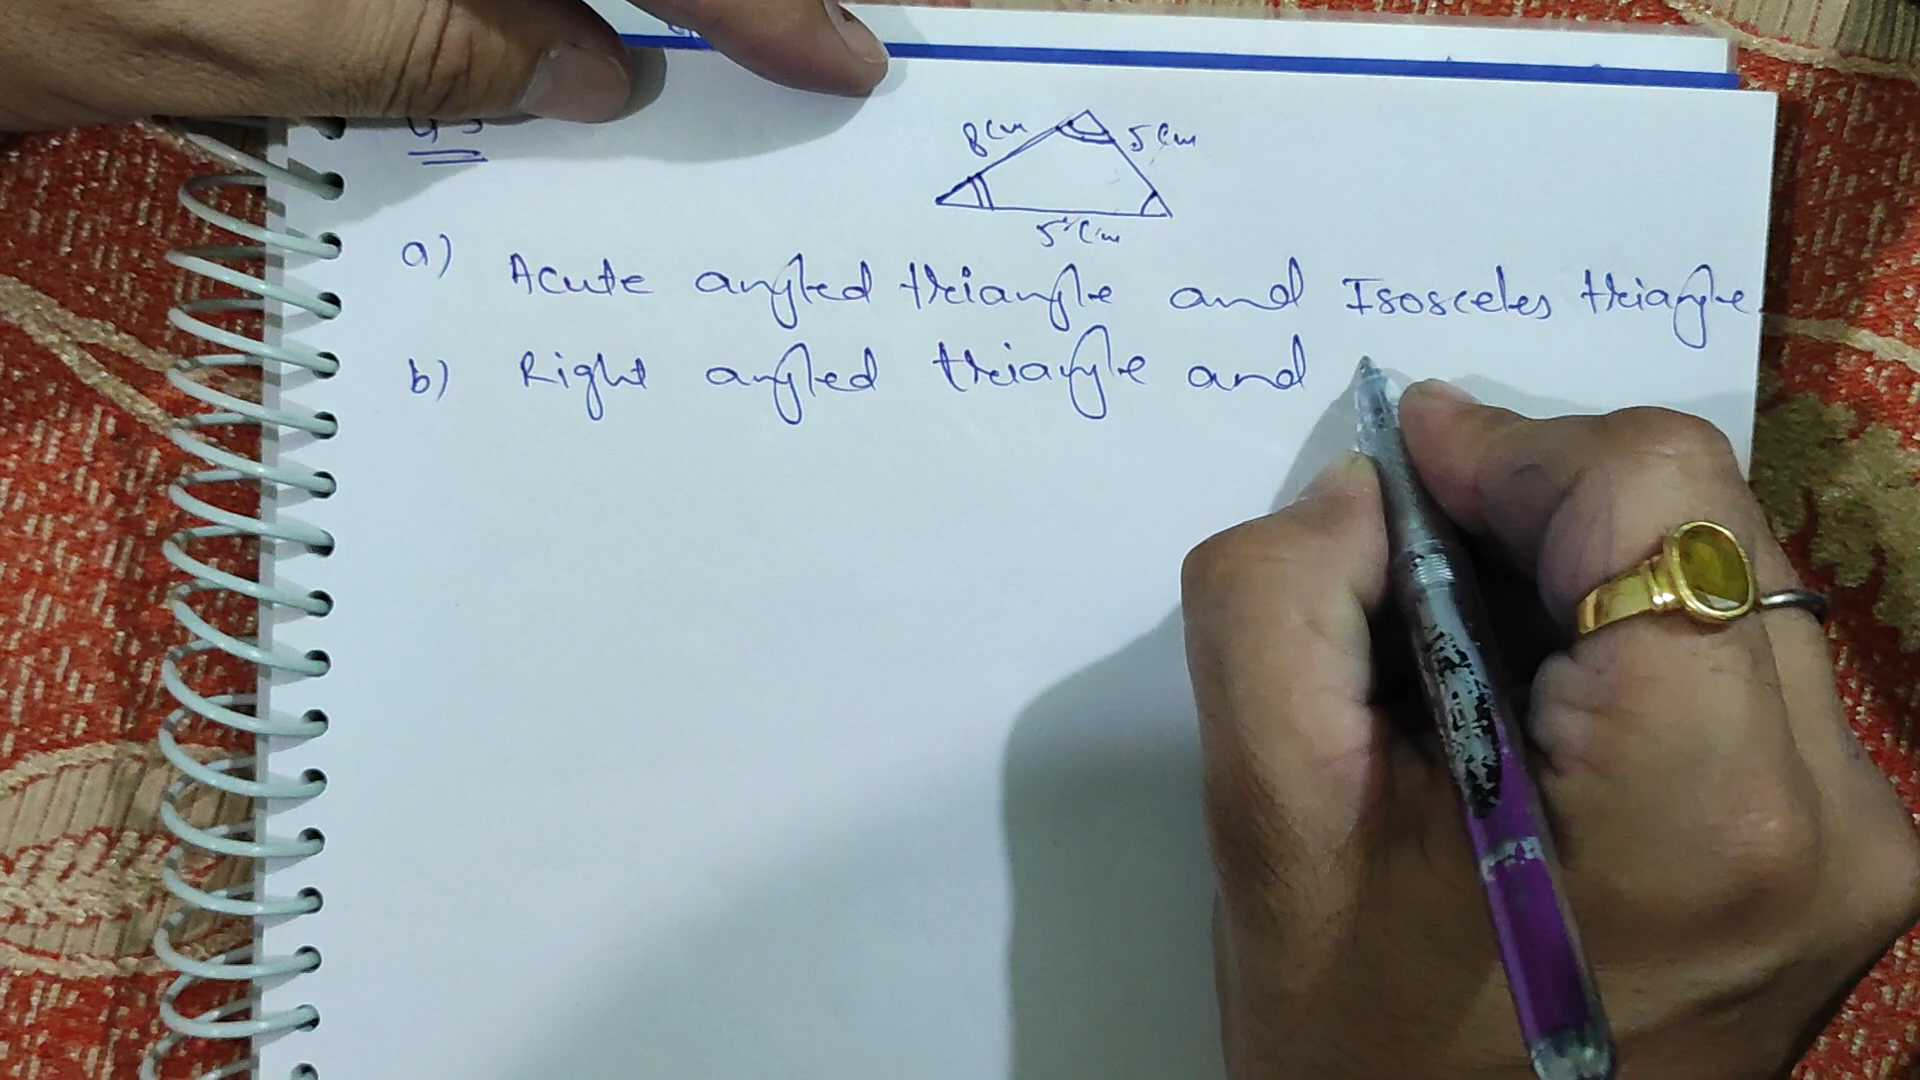 8cm 5cm
5cm
a) Acute angled triangle and Isosceles triangle
b) Right angled triangle and